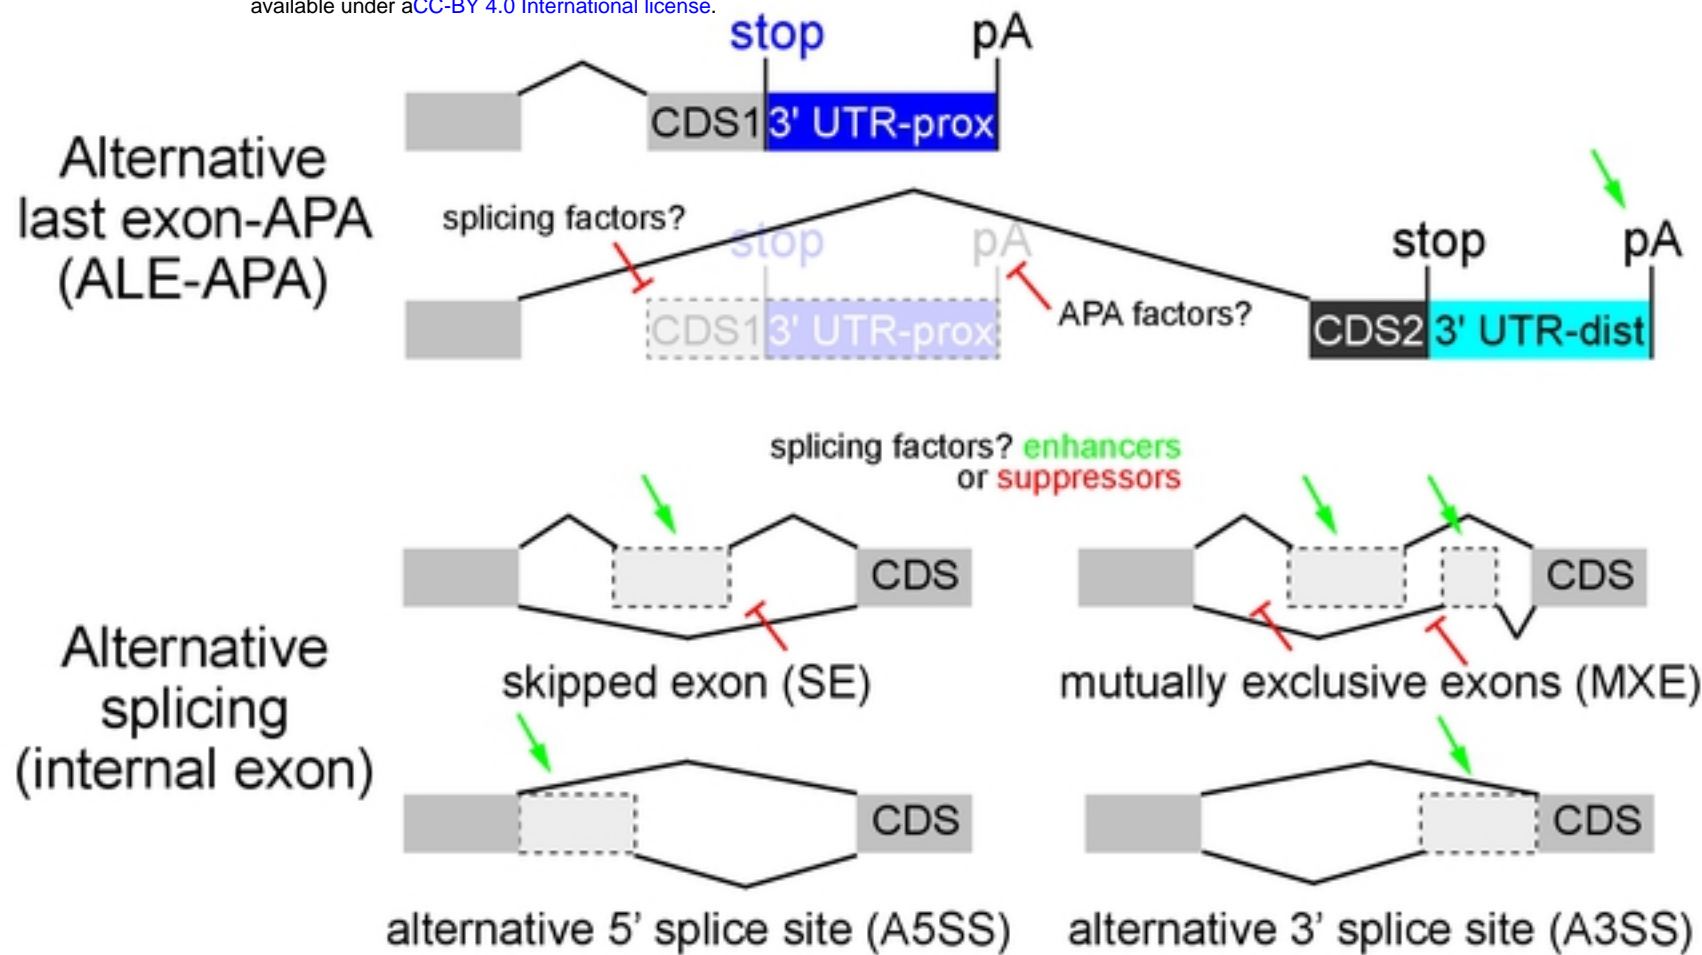 available under aCC-BY 4.0 International license.
stop
pA
CDS1
3' UTR-prox
Alternative
last exon-APA
(ALE-APA)
splicing factors?
stop
pA
stop
pA
APA factors?
CDS1
3' UTR-prox
CDS2
3' UTR-dist
splicing factors? enhancers
or suppressors
CDS
CDS
skipped exon (SE)
mutually exclusive exons (MXE)
Alternative
splicing
(internal exon)
CDS
CDS
alternative 5’ splice site (A5SS)
alternative 3’ splice site (A3SS)